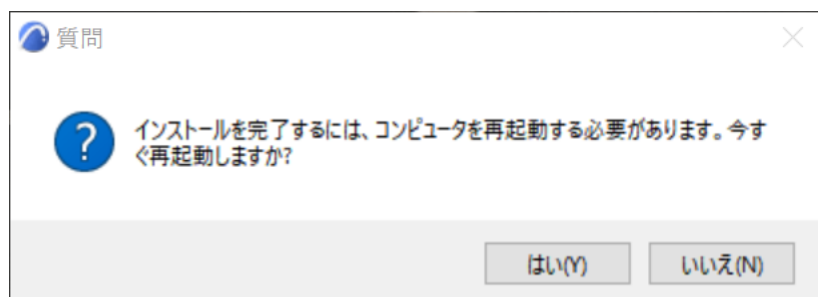 質問
インストールを完了するには、コンピュータを再起動する必要があります。今す
ぐ再起動しますか?
はい(Y)
いいえ(N)